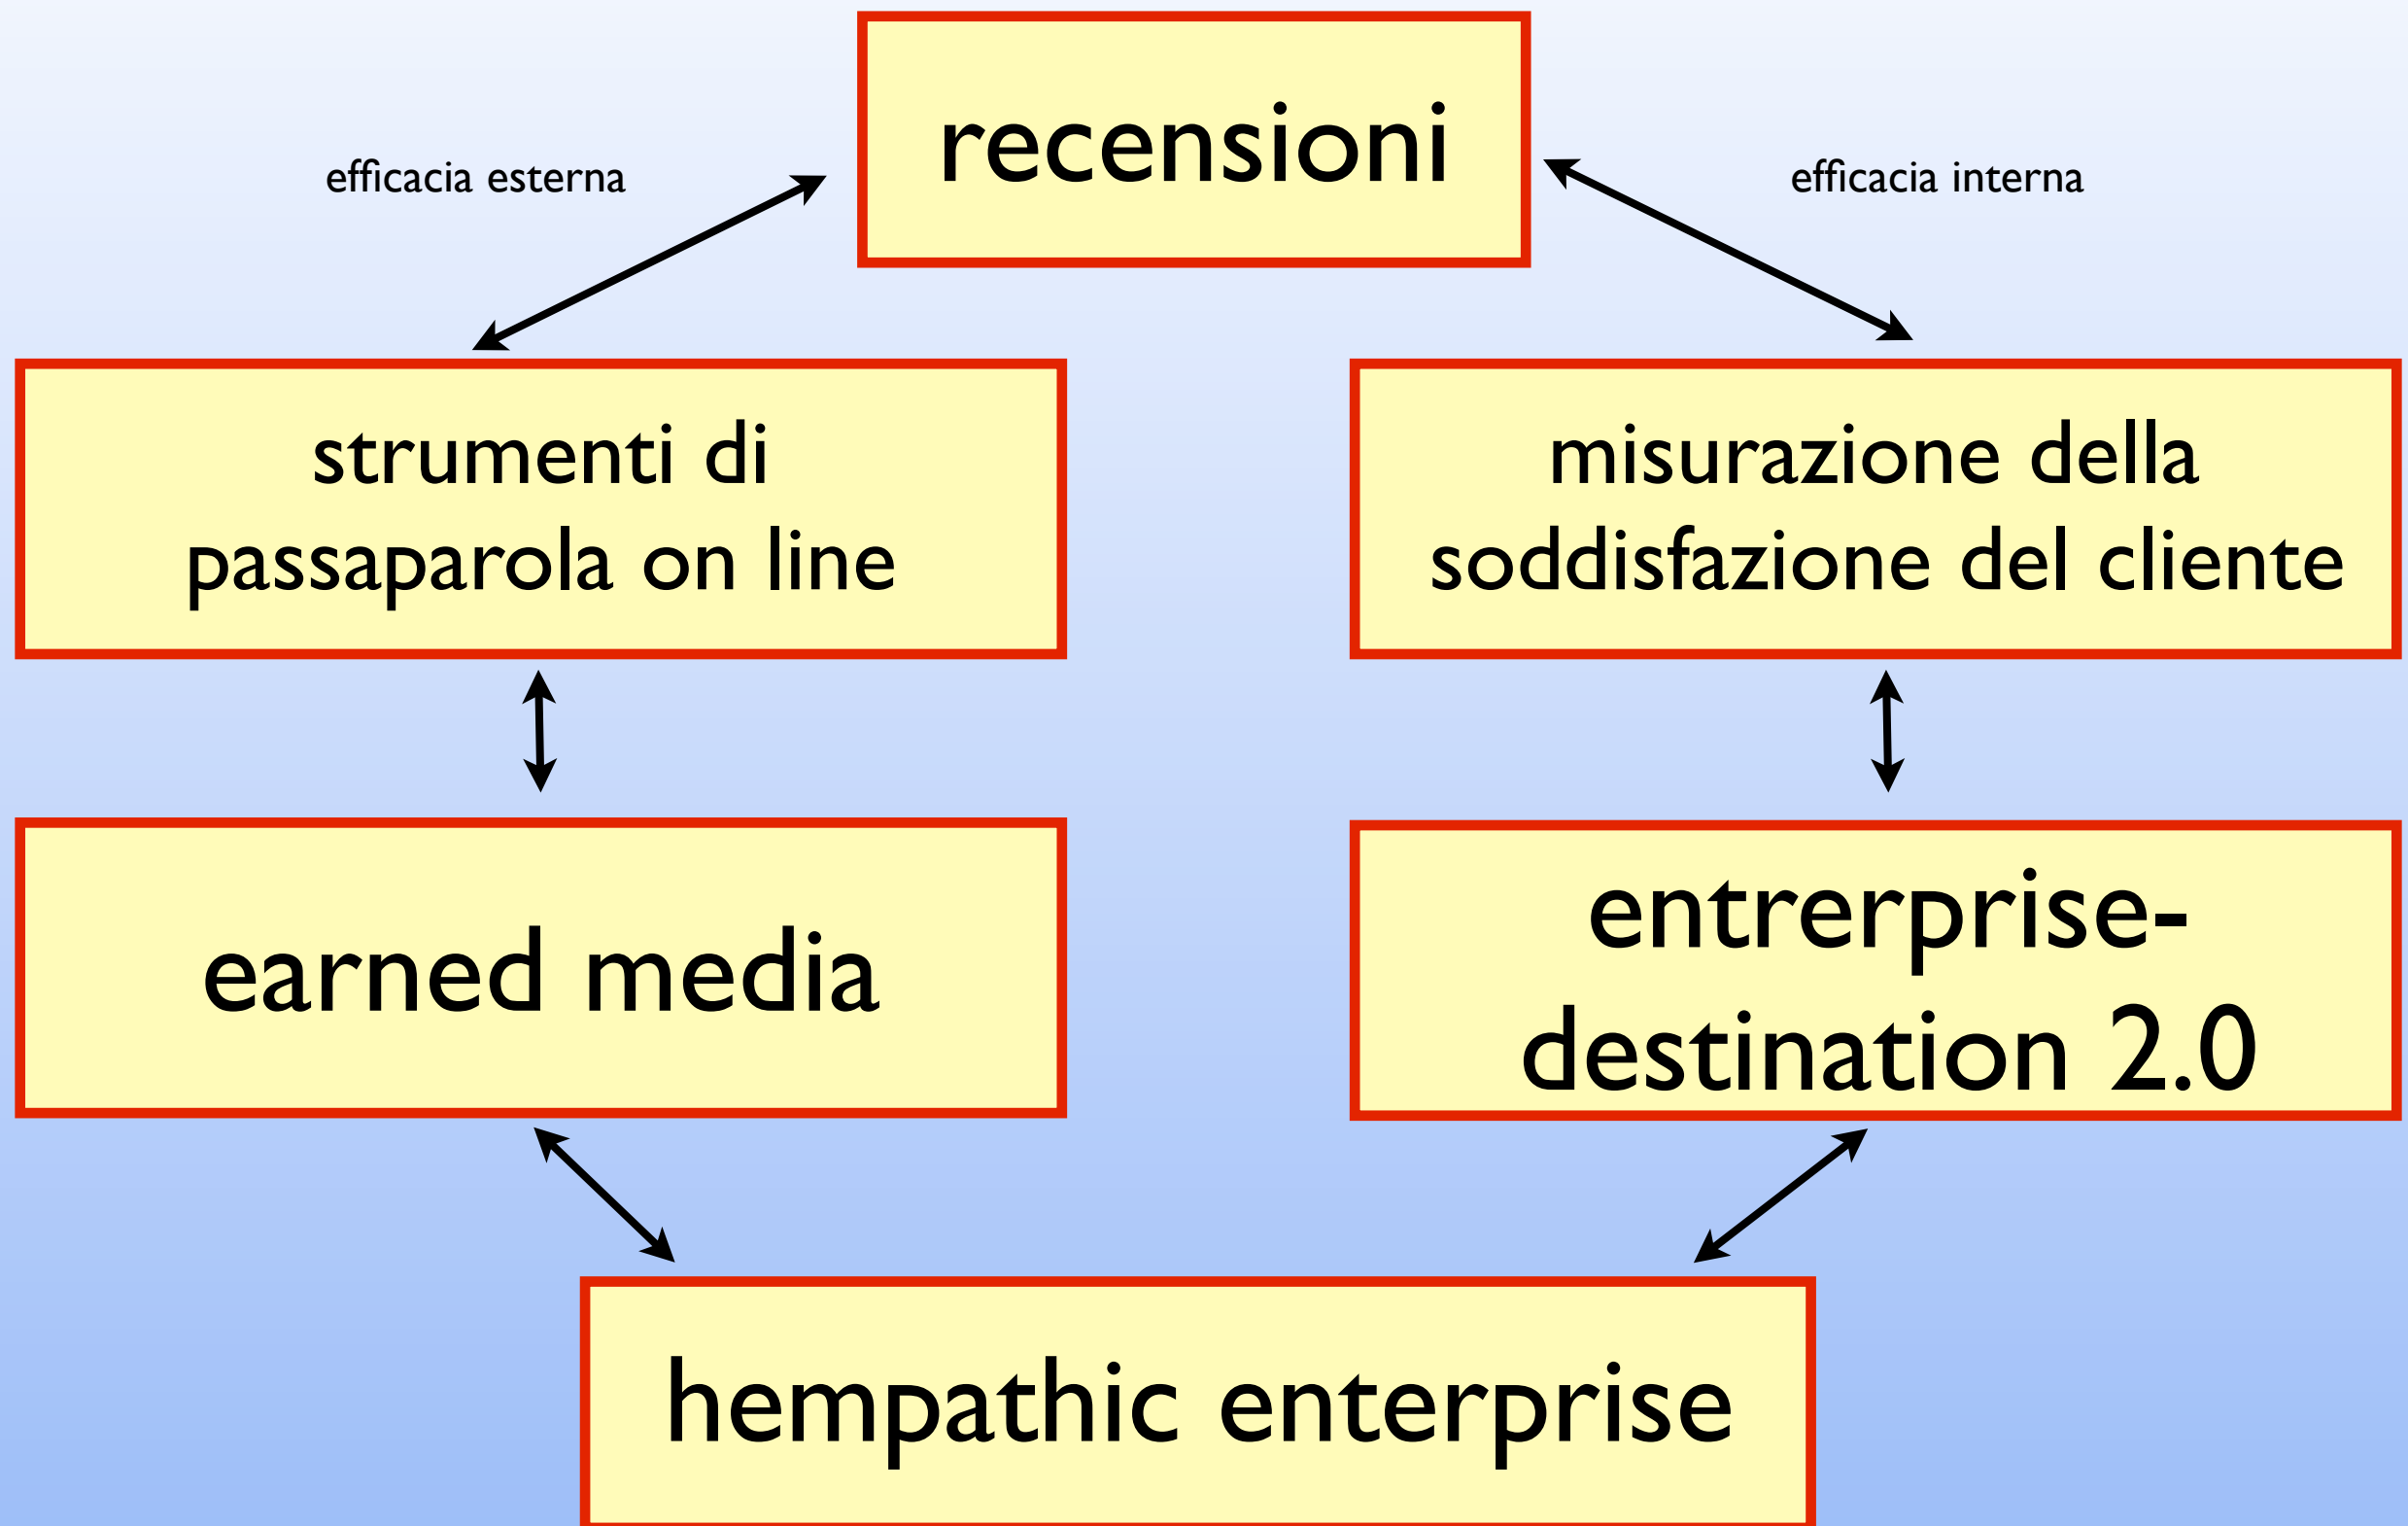 recensioni
efficacia esterna
efficacia interna
strumenti di
passaparola on line
misurazione della
soddisfazione del cliente
earned media
entrerprise-
destination 2.0
hempathic enterprise